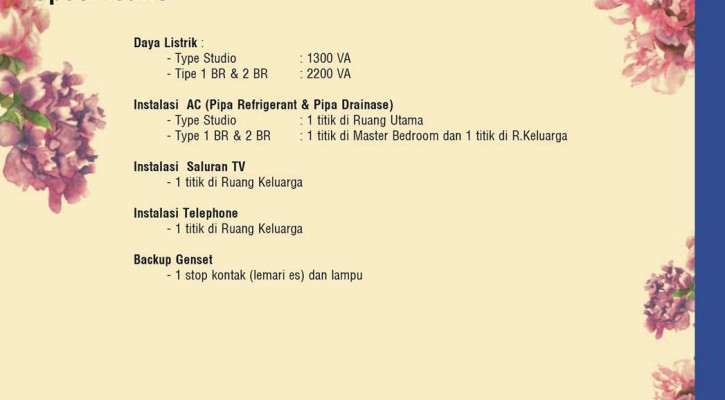 Daya Listrik :
- Type Studio : 1300 VA
- Tipe 1 BR & 2 BR : 2200 VA
Instalasi AC (Pipa Refrigerant & Pipa Drainase)
- Type Studio : 1 titik di Ruang Utama
- Type 1 BR & 2 BR : 1 titik di Master Bedroom dan 1 titik di R.Keluarga
Instalasi Saluran TV
- 1 titik di Ruang Keluarga
Instalasi Telephone
- 1 titik di Ruang Keluarga
Backup Genset
- 1 stop kontak (lemari es) dan lampu